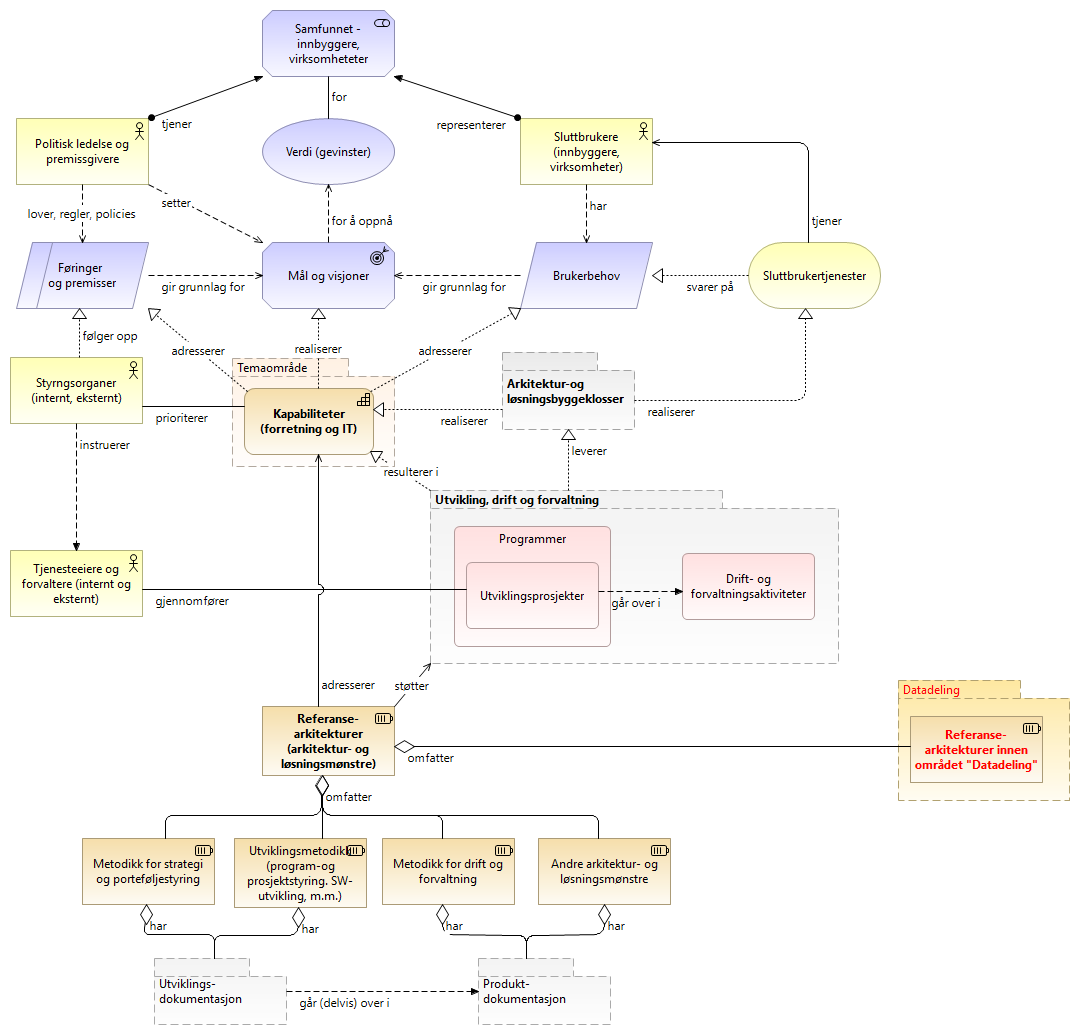 Samfunnet -
innbyggere,
virksomheteter
for
tjener
representerer
Politisk ledelse og
premissgivere
Verdi (gevinster)
Sluttbrukere
(innbyggere,
virksomheter)
lover, regler, policies
setter
for å oppnå
har
tjener
Føringer
og premisser
gir grunnlag for
Mål og visjoner
gir grunnlag for
Brukerbehov
svarer på
Sluttbrukertjenester
følger opp
adresserer
realiserer
adresserer
Temaområde
Styrngsorganer
(internt, eksternt)
prioriterer
Kapabiliteter
(forretning og IT)
realiserer
Arkitektur-og
løsningsbyggeklosser
realiserer
instruerer
leverer
resulterer i
Utvikling, drift og forvaltning
Programmer
Tjenesteeiere og
forvaltere (internt og
eksternt)
gjennomfører
Utviklingsprosjekter
går over i
Drift- og
forvaltningsaktiviteter
adresserer
støtter
Datadeling
Referanse-
arkitekturer
(arkitektur- og
løsningsmønstre)
omfatter
Referanse-
arkitekturer innen
området "Datadeling"
omfatter
Metodikk for strategi
og porteføljestyring
Utviklingsmetodikk
(program-og
prosjektstyring. SW-
utvikling, m.m.)
Metodikk for drift og
forvaltning
Andre arkitektur- og
løsningsmønstre
har
har
har
har
Utviklings-
dokumentasjon
går (delvis) over i
Produkt-
dokumentasjon